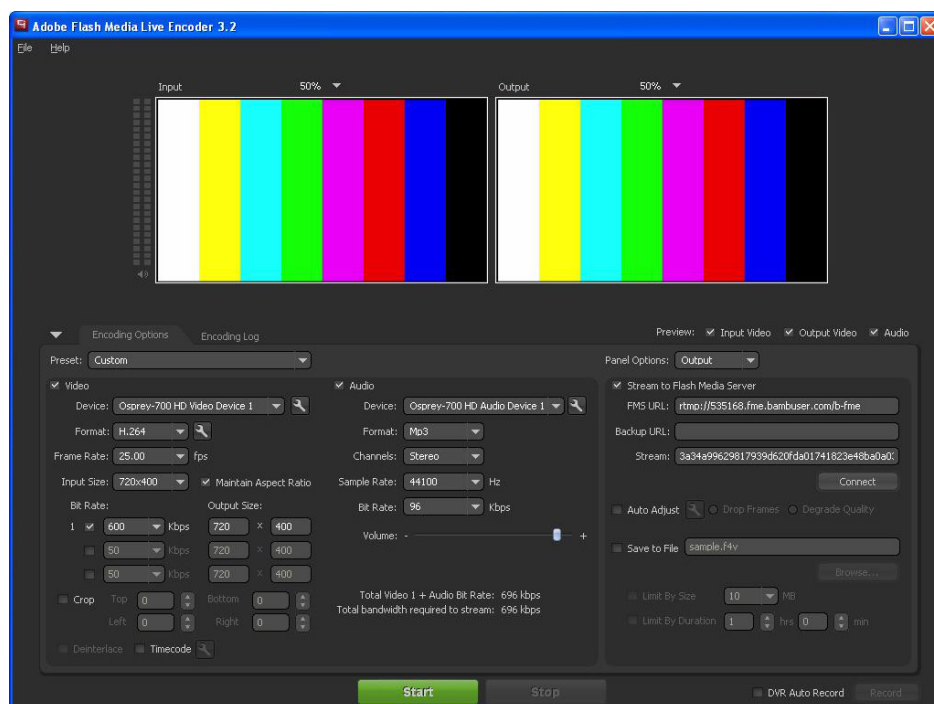 Adobe Flash Media Live Encoder 3.2
File Help
Input 50% Output 50%
Encoding Options Encoding Log Preview: Input Video Output Video Audio
Preset: Custom Panel Options: Output
Video Audio Stream to Flash Media Server
Device: Osprey-700 HD Video Device 1 Device: Osprey-700 HD Audio Device 1 FMS URL: rtmp://535168.fme.bambuser.com/b-fme
Format: H.264 Format: Mp3 Backup URL:
Frame Rate: 25.00 fps Channels: Stereo Stream: 3a34a99629817939d620fda01741823e48ba0a0
Input Size: 720x400 Maintain Aspect Ratio Sample Rate: 44100 Hz Connect
Bit Rate: Output Size: Bit Rate: 96 Kbps Auto Adjust Drop Frames Degrade Quality
1 600 Kbps 720 x 400 Volume: - +
50 Kbps 720 x 400 Save to File sample.f4v
50 Kbps 720 x 400 Browse...
Crop Top 0 Bottom 0 Total Video 1 + Audio Bit Rate: 696 kbps Limit By Size 10 MB
Left 0 Right 0 Total bandwidth required to stream: 696 kbps Limit By Duration 1 hrs 0 min
Deinterlace Timecode
Start Stop DVR Auto Record Record